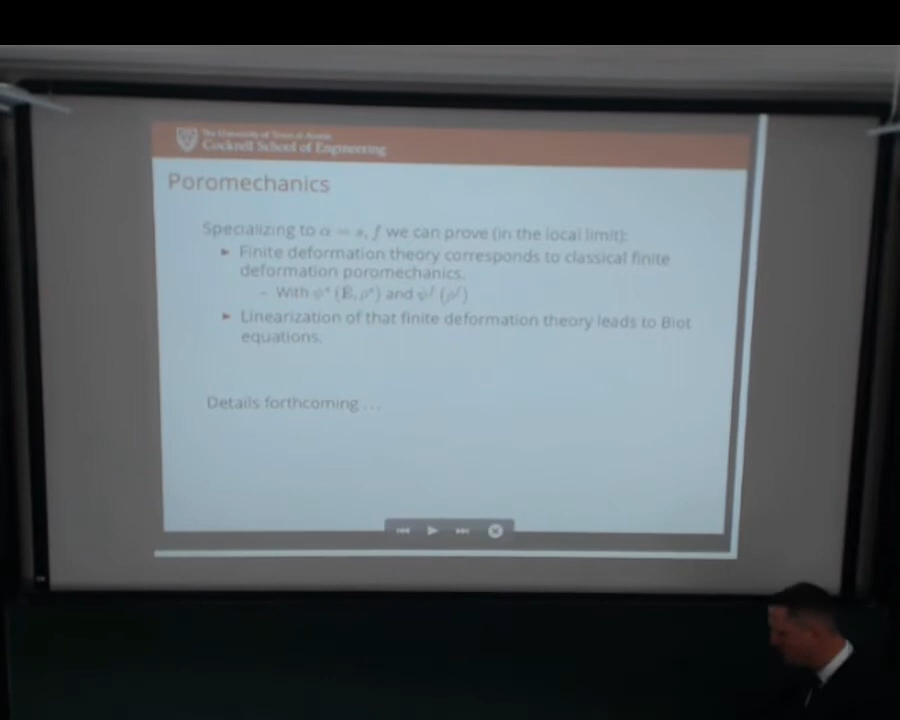 The University of Texas at Austin
Cockrell School of Engineering
Poromechanics
Specializing to α = s, f we can prove (in the local limit):
► Finite deformation theory corresponds to classical finite
deformation poromechanics.
– With and
► Linearization of that finite deformation theory leads to Biot
equations.
Details forthcoming ...